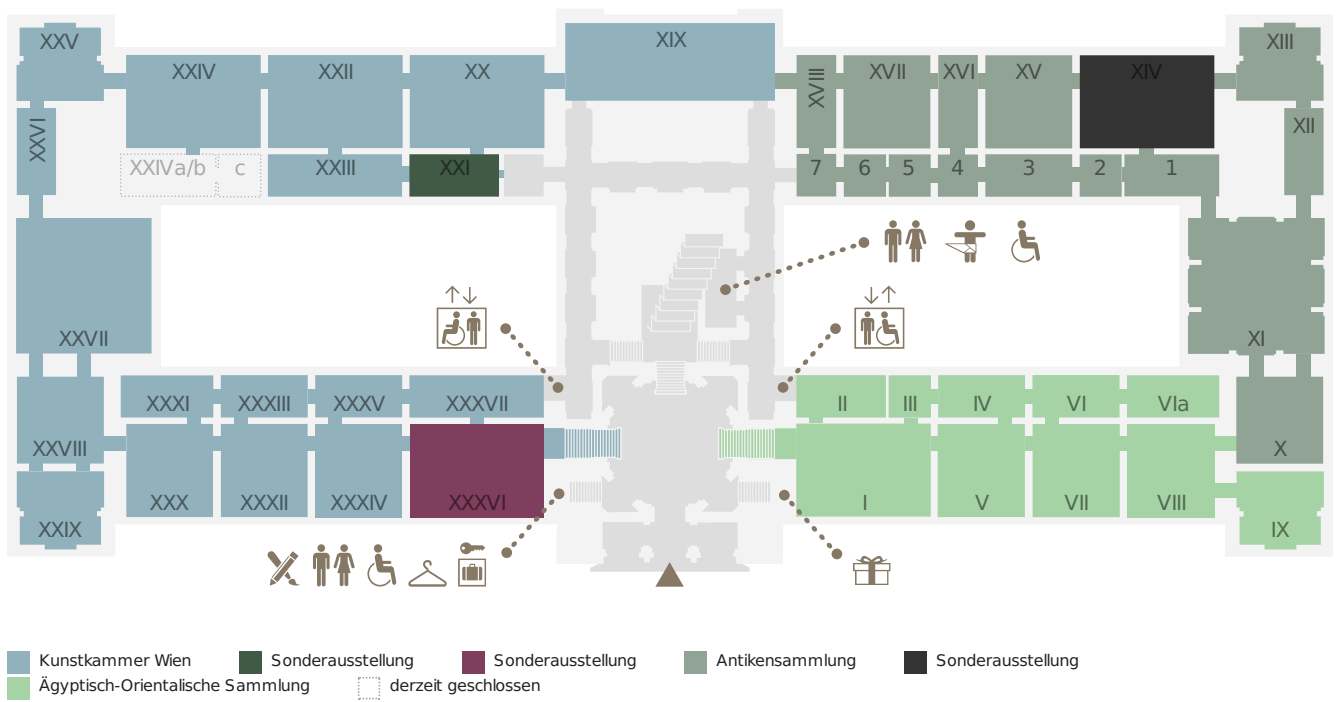 XIX
XXV
XIII
XXIV
XXII
XX
XVIII
XVII
XVI
XV
XIV
XXVI
XII
XXIVa/b
c
XXIII
XXI
7
6
5
4
3
2
1
XXVII
XI
XXXI
XXXIII
XXXV
XXXVII
II
III
IV
VI
VIa
XXVIII
X
XXX
XXXII
XXXIV
XXXVI
I
V
VII
VIII
XXIX
IX
Kunstkammer Wien
Sonderausstellung
Sonderausstellung
Antikensammlung
Sonderausstellung
Ägyptisch-Orientalische Sammlung
derzeit geschlossen